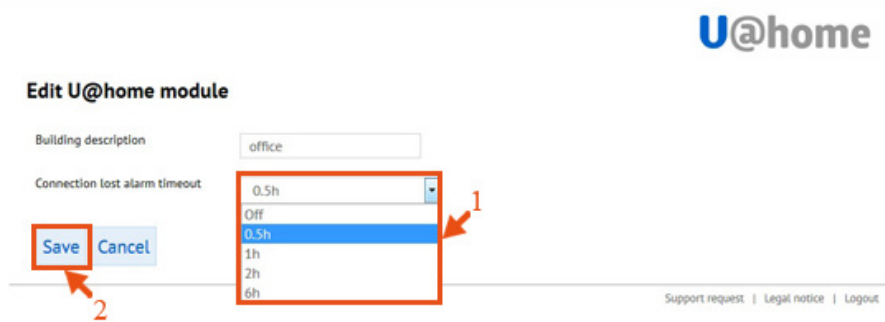 U@home
Edit U@home module
Building description
office
Connection lost alarm timeout
0.5h
1
Off
0.5h
1h
2h
6h
Save Cancel
2
Support request | Legal notice | Logout